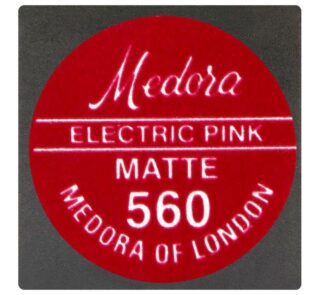 Medora
ELECTRIC PINK
MATTE
560
MEDORA OF LONDON